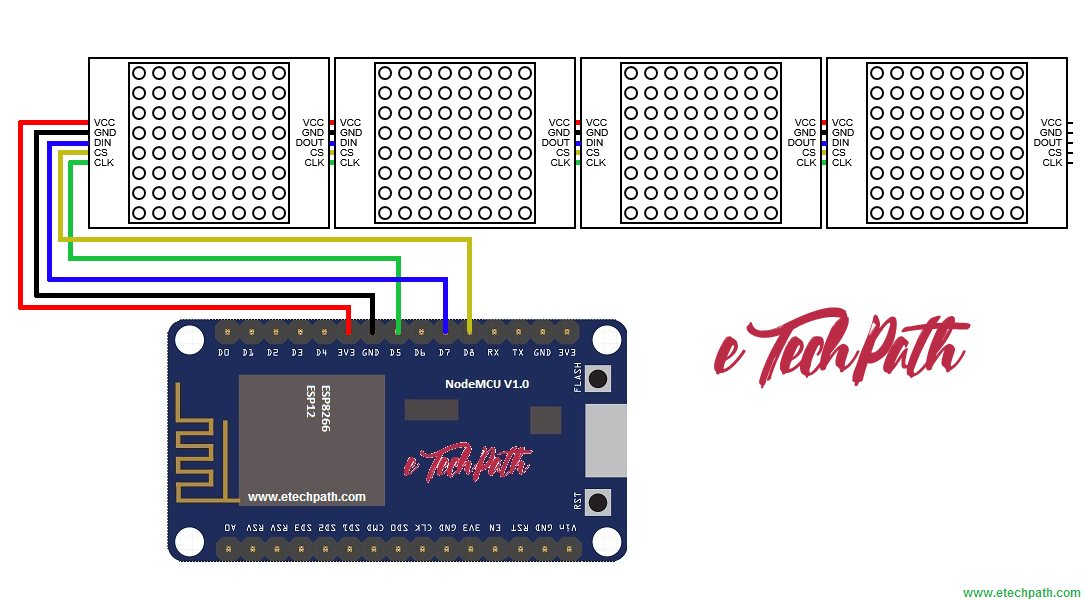 VCC
GND
DIN
CS
CLK
VCC
GND
DOUT
CS
CLK
VCC
GND
DIN
CS
CLK
VCC
GND
DOUT
CS
CLK
VCC
GND
DIN
CS
CLK
VCC
GND
DOUT
CS
CLK
VCC
GND
DIN
CS
CLK
VCC
GND
DOUT
CS
CLK
e TechPath
D0 D1 D2 D3 D4 3V3 GND D5 D6 D7 D8 RX TX GND 3V3
NodeMCU V1.0
FLASH
ESP8266
ESP12
e TechPath
www.etechpath.com
RST
A0 RSV RSV SD3 SD2 SD1 CMD SD0 CLK GND 3V3 EN RST GND Vin
www.etechpath.com